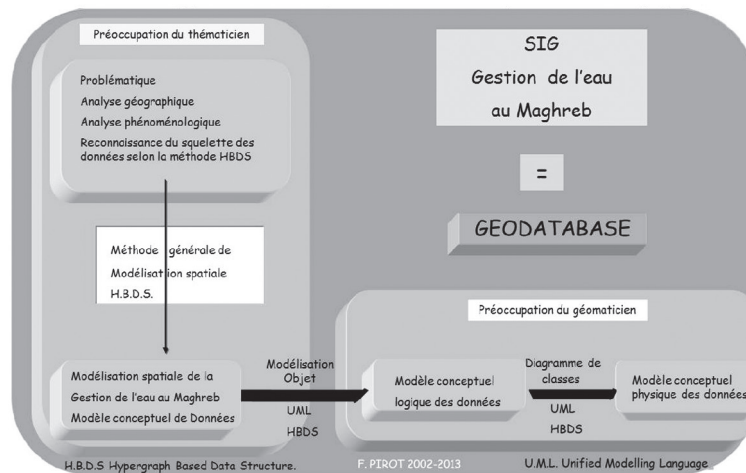 Préoccupation du thématicien
Problématique
Analyse géographique
Analyse phénoménologique
Reconnaissance du squelette des
données selon la méthode HBDS
Méthode générale de
Modélisation spatiale
H.B.D.S.
Modélisation spatiale de la
Gestion de l'eau au Maghreb
Modèle conceptuel de Données
SIG
Gestion de l'eau
au Maghreb
=
GEODATABASE
Préoccupation du géomaticien
Modélisation
Objet
UML
HBDS
Modèle conceptuel
logique des données
Diagramme de
classes
UML
HBDS
Modèle conceptuel
physique des données
H.B.D.S Hypergraph Based Data Structure.
F. PIROT 2002-2013
U.M.L. Unified Modelling Language